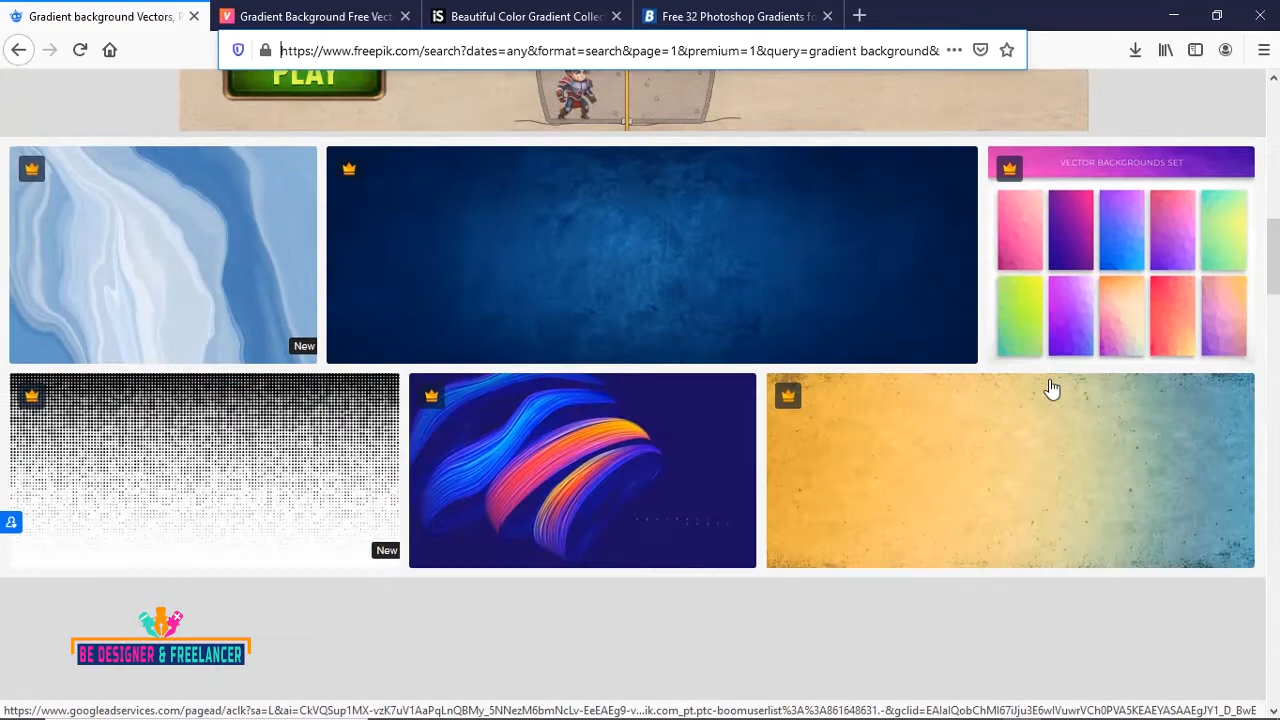 Gradient background Vectors, P
Gradient Background Free Vect
iS Beautiful Color Gradient Collec
B Free 32 Photoshop Gradients fo
https://www.freepik.com/search?dates=any&format=search&page=1&premium=1&query=gradient background&
PLAY
VECTOR BACKGROUNDS SET
New
New
BE DESIGNER & FREELANCER
https://www.googleadservices.com/pagead/aclk?sa=L&ai=CkVQSup1MX-vzK7uV1AaPqLnQBMy_5NNezM6bmNcLv-EeEAEg9-v...ik.com_pt.ptc-boomuserlist%3A%3A861648631.-&gclid=EAIaIQobChMI67iJju3E6wIVuwrVCh0PVA5KEAEYASAAEgJY1_D_BwE